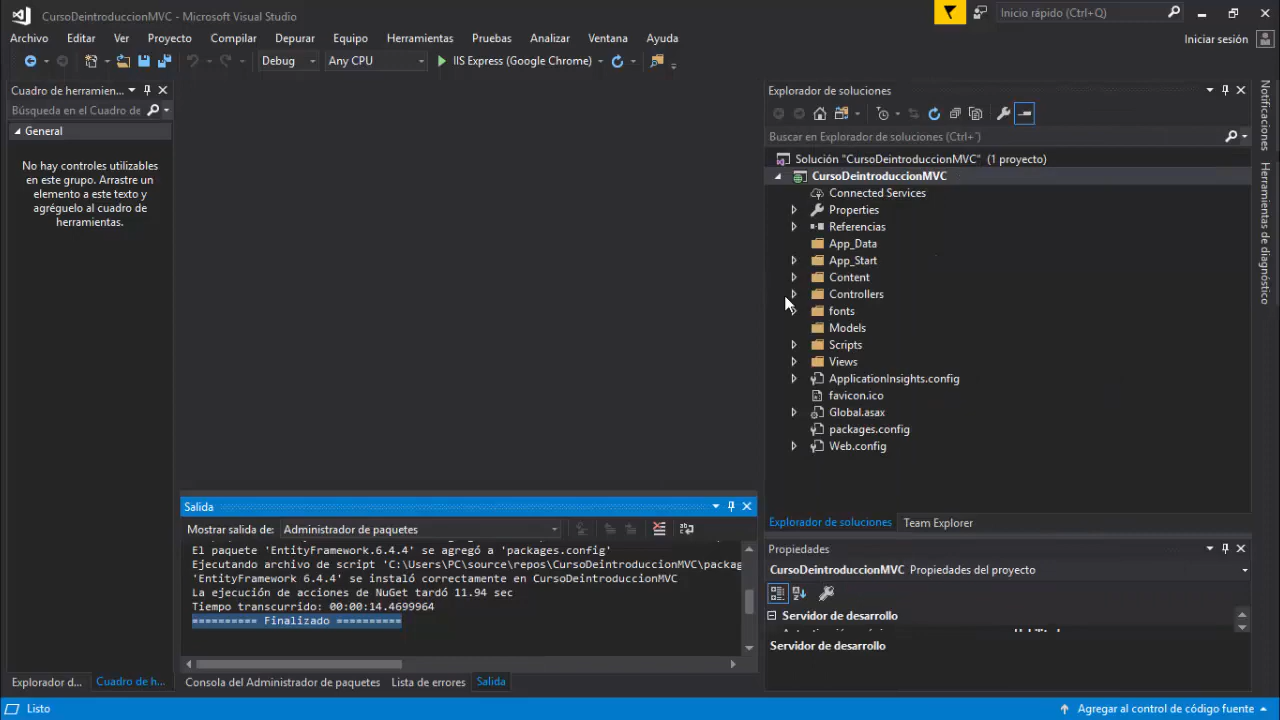 CursoDeintroduccionMVC - Microsoft Visual Studio
Inicio rápido (Ctrl+Q)
Archivo Editar Ver Proyecto Compilar Depurar Equipo Herramientas Pruebas Analizar Ventana Ayuda
Iniciar sesión
Debug Any CPU IIS Express (Google Chrome)
Cuadro de herramien...
Búsqueda en el Cuadro de
General
No hay controles utilizables
en este grupo. Arrastre un
elemento a este texto y
agréguelo al cuadro de
herramientas.
Explorador de soluciones
Buscar en Explorador de soluciones (Ctrl+´)
Solución "CursoDeintroduccionMVC" (1 proyecto)
CursoDeintroduccionMVC
Connected Services
Properties
Referencias
App_Data
App_Start
Content
Controllers
fonts
Models
Scripts
Views
ApplicationInsights.config
favicon.ico
Global.asax
packages.config
Web.config
Explorador de soluciones Team Explorer
Notificaciones
Herramientas de diagnóstico
Salida
Mostrar salida de: Administrador de paquetes
El paquete 'EntityFramework.6.4.4' se agregó a 'packages.config'
Ejecutando archivo de script 'C:\Users\PC\source\repos\CursoDeintroduccionMVC\packag
'EntityFramework 6.4.4' se instaló correctamente en CursoDeintroduccionMVC
La ejecución de acciones de NuGet tardó 11.94 sec
Tiempo transcurrido: 00:00:14.4699964
========== Finalizado ==========
Propiedades
CursoDeintroduccionMVC Propiedades del proyecto
Servidor de desarrollo
Servidor de desarrollo
Explorador d... Cuadro de h... Consola del Administrador de paquetes Lista de errores Salida
Listo
Agregar al control de código fuente